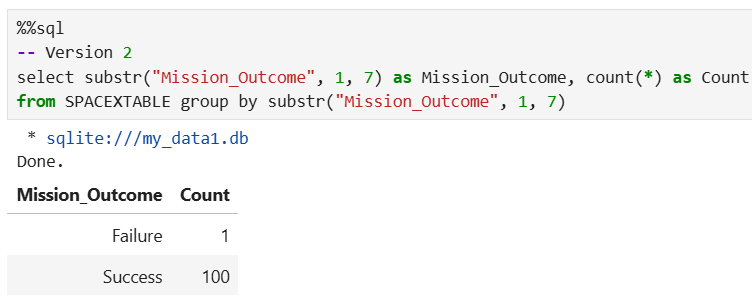 %%sql
-- Version 2
select substr("Mission_Outcome", 1, 7) as Mission_Outcome, count(*) as Count
from SPACEXTABLE group by substr("Mission_Outcome", 1, 7)
* sqlite:///my_data1.db
Done.
Mission_Outcome Count
Failure 1
Success 100